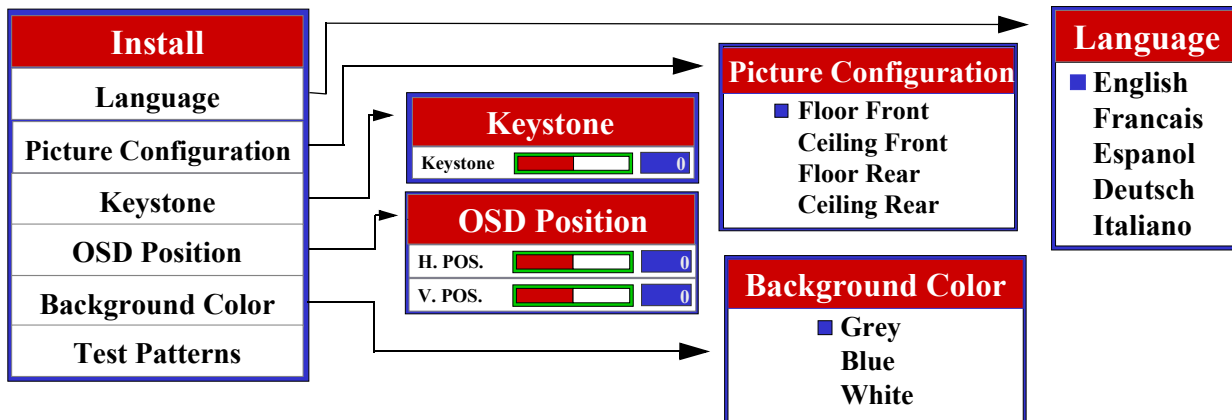 Install
Language
Picture Configuration
Keystone
OSD Position
Background Color
Test Patterns
Keystone
Keystone 0
OSD Position
H. POS. 0
V. POS. 0
Picture Configuration
Floor Front
Ceiling Front
Floor Rear
Ceiling Rear
Background Color
Grey
Blue
White
Language
English
Francais
Espanol
Deutsch
Italiano